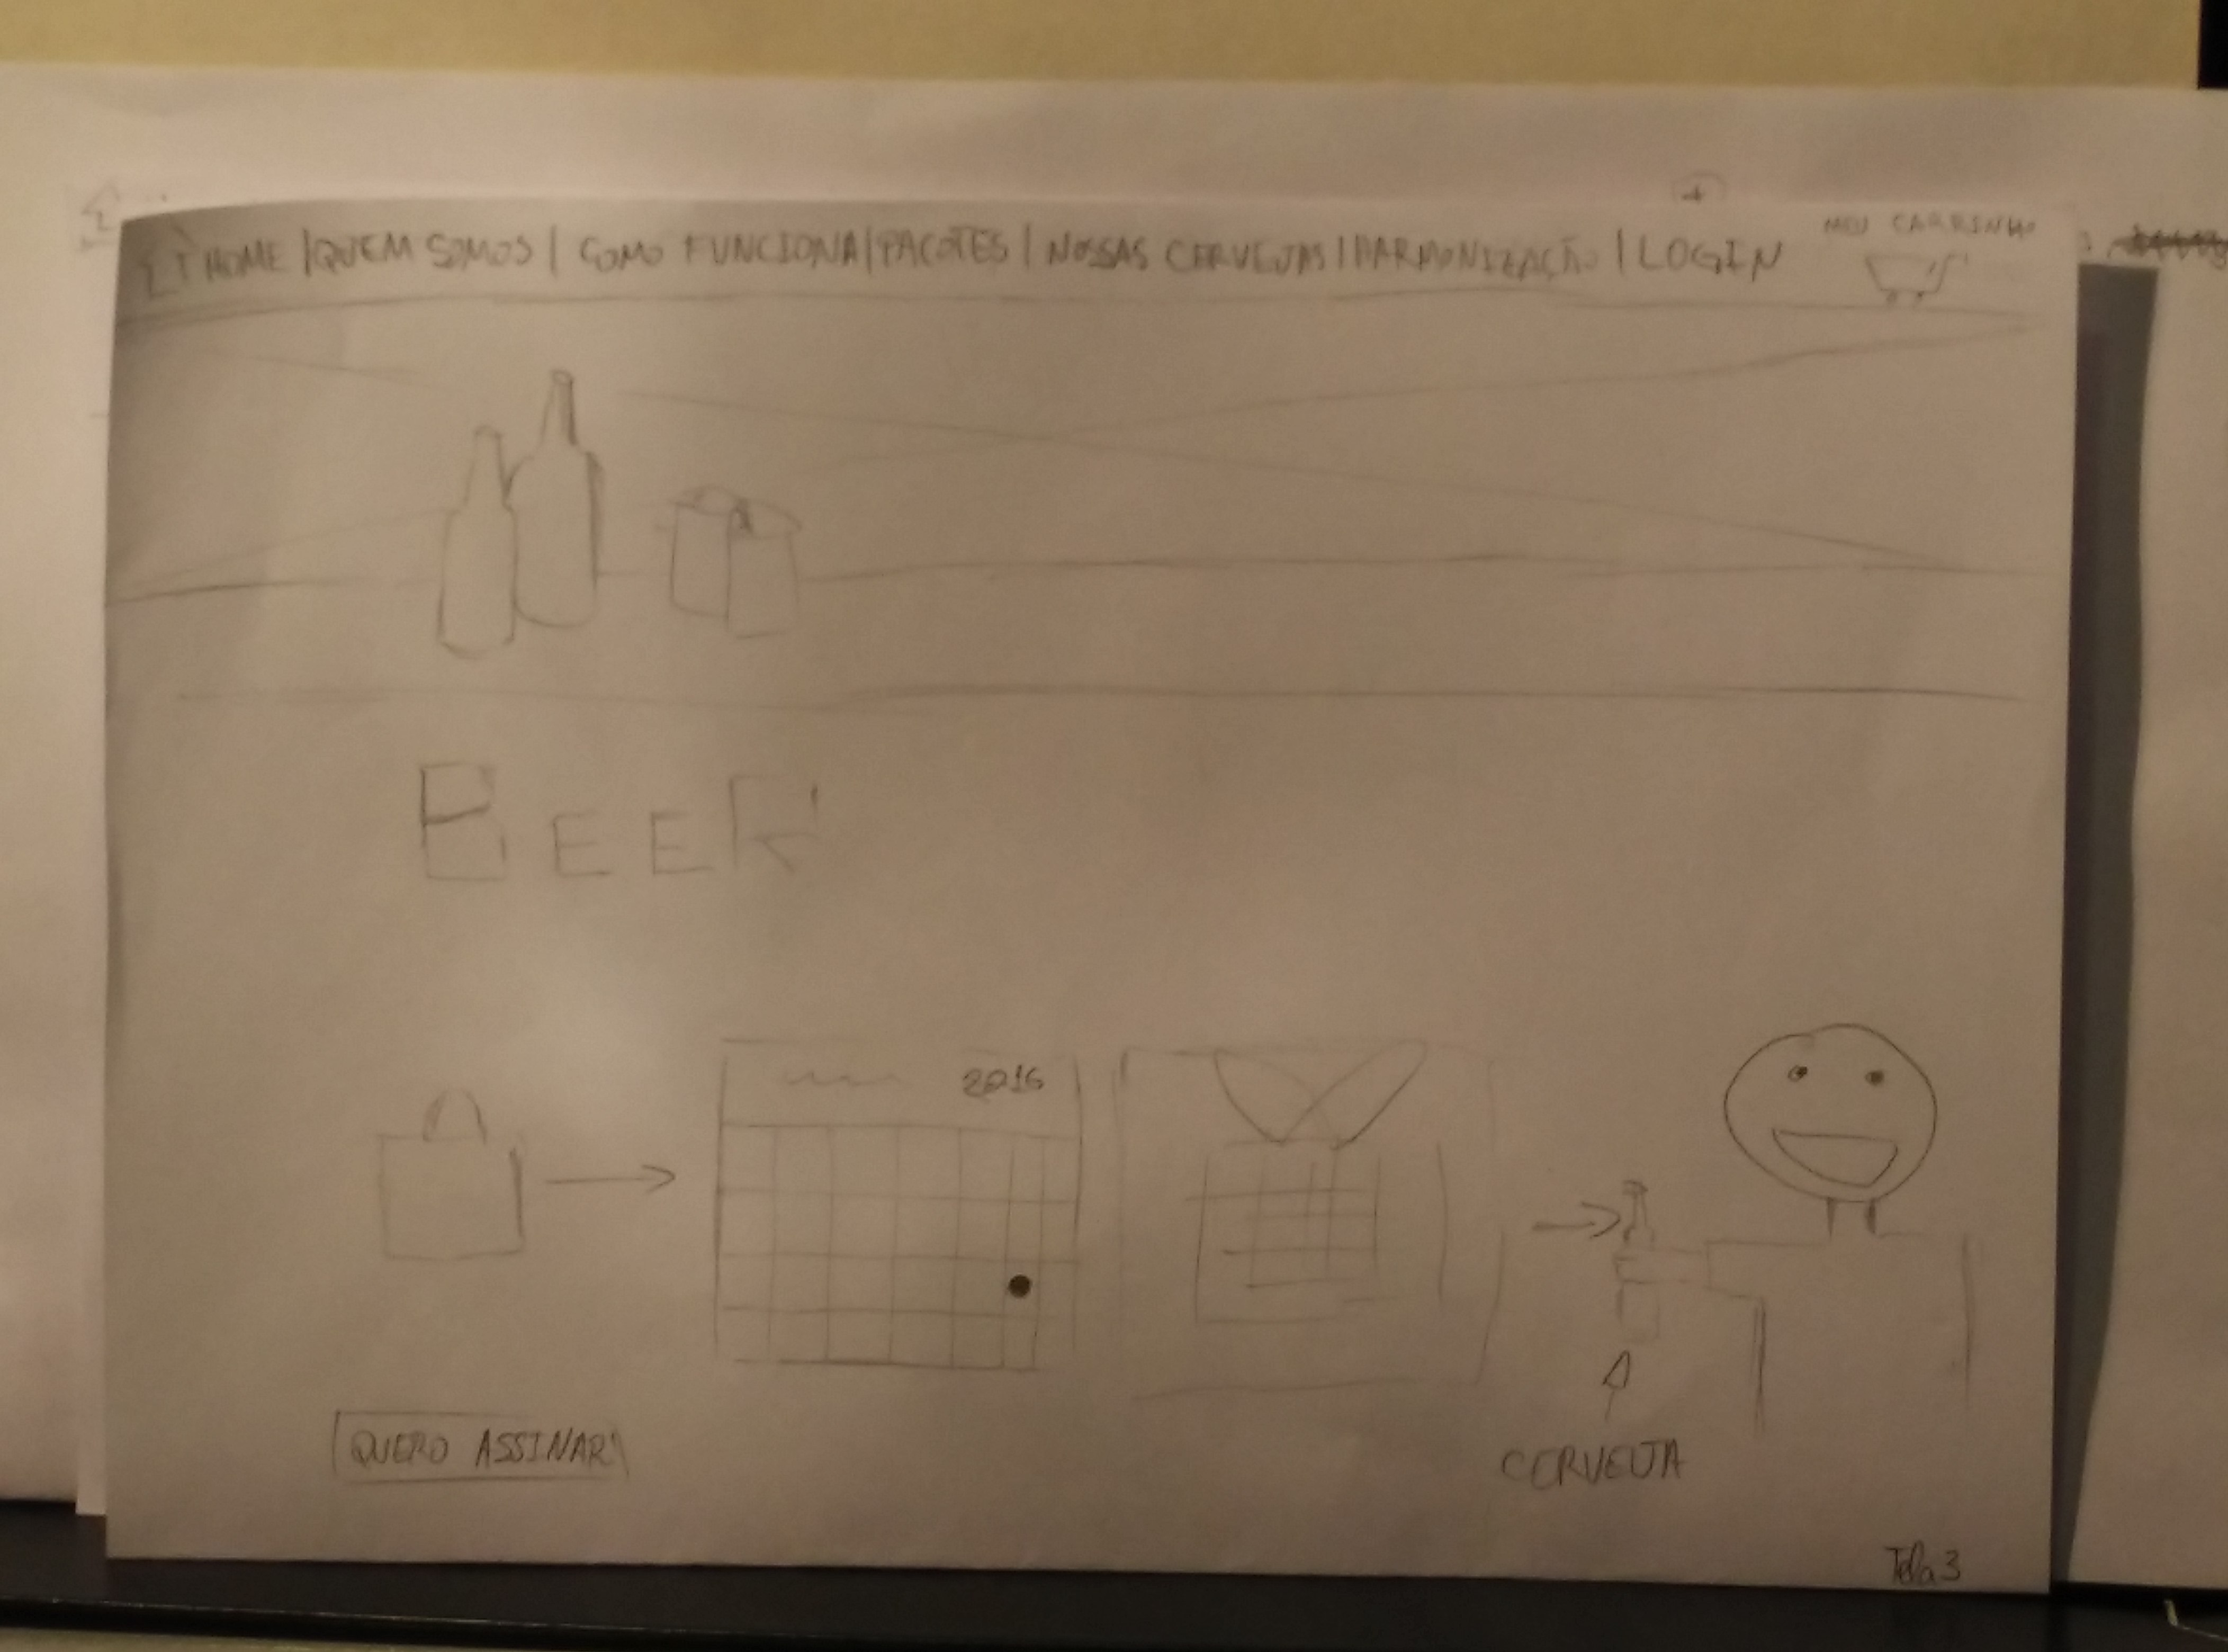 HOME | QUEM SOMOS | COMO FUNCIONA | PACOTES | NOSSAS CERVEJAS | HARMONIZAÇÃO | LOGIN
MEU CARRINHO
BEER
2016
QUERO ASSINAR
CERVEJA
Tela 3